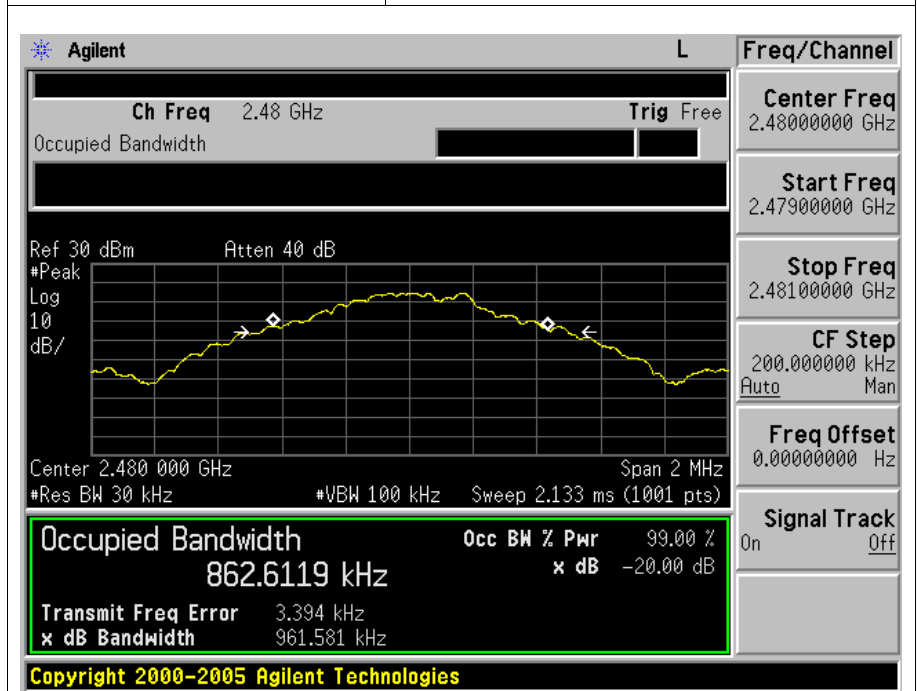 Agilent L Freq/Channel
Ch Freq 2.48 GHz Trig Free
Occupied Bandwidth
Center Freq
2.48000000 GHz
Start Freq
2.47900000 GHz
Stop Freq
2.48100000 GHz
CF Step
200.000000 kHz
Auto Man
Freq Offset
0.00000000 Hz
Signal Track
On Off
Ref 30 dBm Atten 40 dB
#Peak
Log
10
dB/
Center 2.480 000 GHz Span 2 MHz
#Res BW 30 kHz #VBW 100 kHz Sweep 2.133 ms (1001 pts)
Occupied Bandwidth Occ BW % Pwr 99.00 %
862.6119 kHz x dB -20.00 dB
Transmit Freq Error 3.394 kHz
x dB Bandwidth 961.581 kHz
Copyright 2000-2005 Agilent Technologies